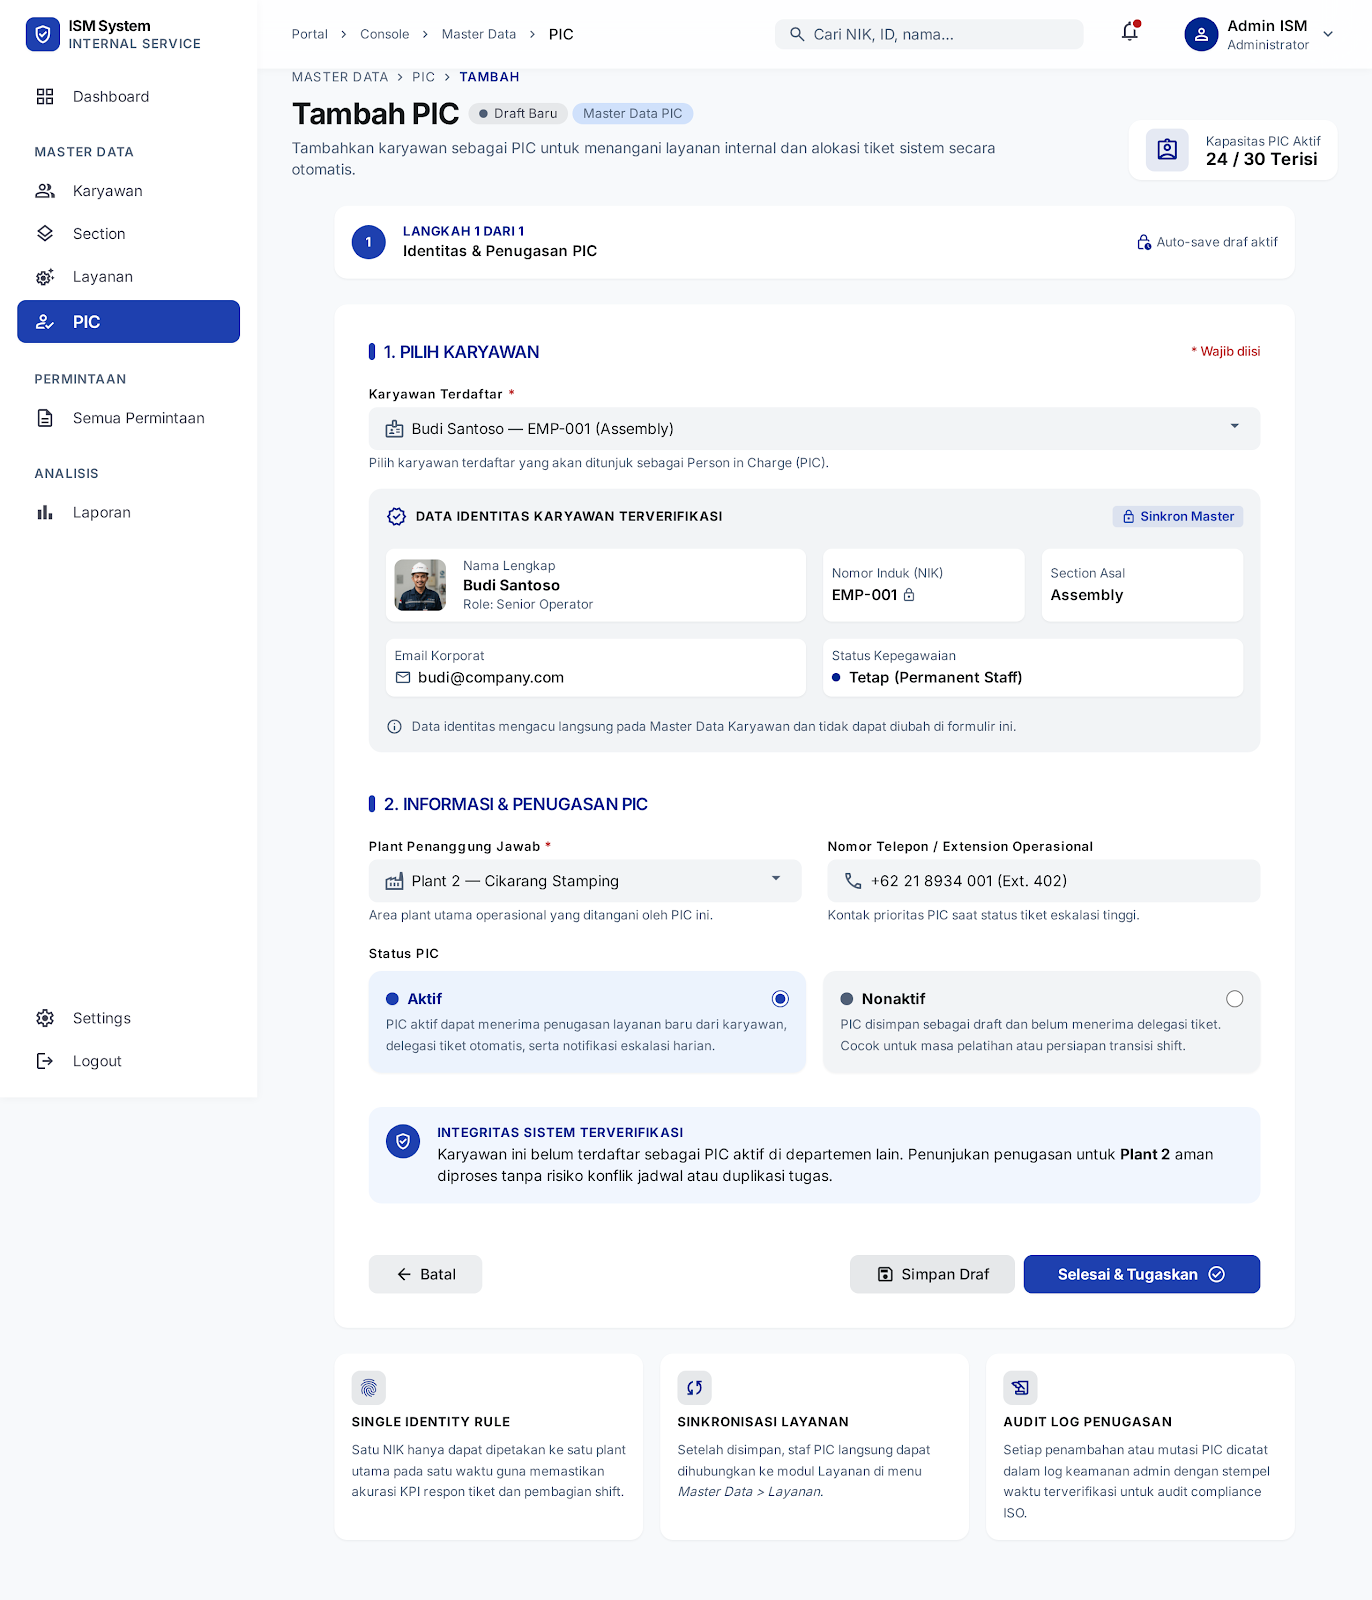 ISM System
INTERNAL SERVICE
Dashboard
MASTER DATA
Karyawan
Section
Layanan
PIC
PERMINTAAN
Semua Permintaan
ANALISIS
Laporan
Settings
Logout
Portal > Console > Master Data > PIC
Cari NIK, ID, nama...
Admin ISM
Administrator
MASTER DATA > PIC > TAMBAH
Tambah PIC
Draft Baru
Master Data PIC
Tambahkan karyawan sebagai PIC untuk menangani layanan internal dan alokasi tiket sistem secara
otomatis.
Kapasitas PIC Aktif
24 / 30 Terisi
1
LANGKAH 1 DARI 1
Identitas & Penugasan PIC
Auto-save draf aktif
1. PILIH KARYAWAN
* Wajib diisi
Karyawan Terdaftar *
Budi Santoso — EMP-001 (Assembly)
Pilih karyawan terdaftar yang akan ditunjuk sebagai Person in Charge (PIC).
DATA IDENTITAS KARYAWAN TERVERIFIKASI
Sinkron Master
Nama Lengkap
Budi Santoso
Role: Senior Operator
Nomor Induk (NIK)
EMP-001
Section Asal
Assembly
Email Korporat
budi@company.com
Status Kepegawaian
Tetap (Permanent Staff)
Data identitas mengacu langsung pada Master Data Karyawan dan tidak dapat diubah di formulir ini.
2. INFORMASI & PENUGASAN PIC
Plant Penanggung Jawab *
Plant 2 — Cikarang Stamping
Area plant utama operasional yang ditangani oleh PIC ini.
Nomor Telepon / Extension Operasional
+62 21 8934 001 (Ext. 402)
Kontak prioritas PIC saat status tiket eskalasi tinggi.
Status PIC
Aktif
PIC aktif dapat menerima penugasan layanan baru dari karyawan,
delegasi tiket otomatis, serta notifikasi eskalasi harian.
Nonaktif
PIC disimpan sebagai draft dan belum menerima delegasi tiket.
Cocok untuk masa pelatihan atau persiapan transisi shift.
INTEGRITAS SISTEM TERVERIFIKASI
Karyawan ini belum terdaftar sebagai PIC aktif di departemen lain. Penunjukan penugasan untuk Plant 2 aman
diproses tanpa risiko konflik jadwal atau duplikasi tugas.
Batal
Simpan Draf
Selesai & Tugaskan
SINGLE IDENTITY RULE
Satu NIK hanya dapat dipetakan ke satu plant
utama pada satu waktu guna memastikan
akurasi KPI respon tiket dan pembagian shift.
SINKRONISASI LAYANAN
Setelah disimpan, staf PIC langsung dapat
dihubungkan ke modul Layanan di menu
Master Data > Layanan.
AUDIT LOG PENUGASAN
Setiap penambahan atau mutasi PIC dicatat
dalam log keamanan admin dengan stempel
waktu terverifikasi untuk audit compliance
ISO.